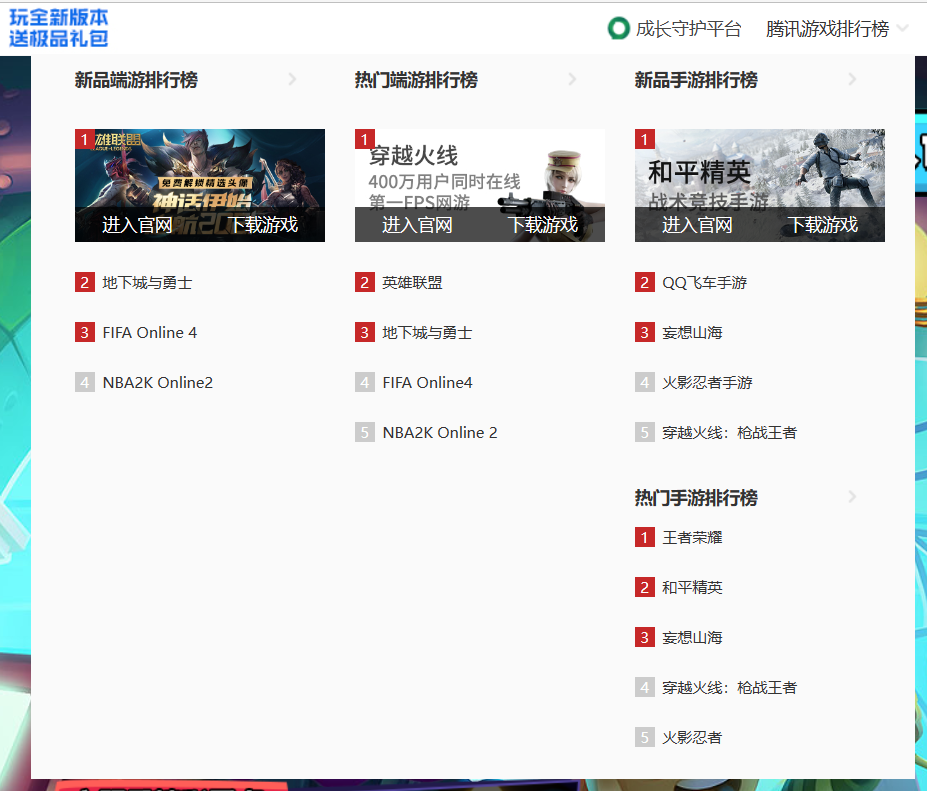 玩全新版本
送极品礼包
成长守护平台
腾讯游戏排行榜
新品端游排行榜
1
雄联盟
免费解锁精选头像
神话伊始
进入官网
下载游戏
2 地下城与勇士
3 FIFA Online 4
4 NBA2K Online2
热门端游排行榜
1
穿越火线
400万用户同时在线
第一FPS网游
进入官网
下载游戏
2 英雄联盟
3 地下城与勇士
4 FIFA Online4
5 NBA2K Online 2
新品手游排行榜
1
和平精英
战术竞技手游
进入官网
下载游戏
2 QQ飞车手游
3 妄想山海
4 火影忍者手游
5 穿越火线：枪战王者
热门手游排行榜
1 王者荣耀
2 和平精英
3 妄想山海
4 穿越火线：枪战王者
5 火影忍者